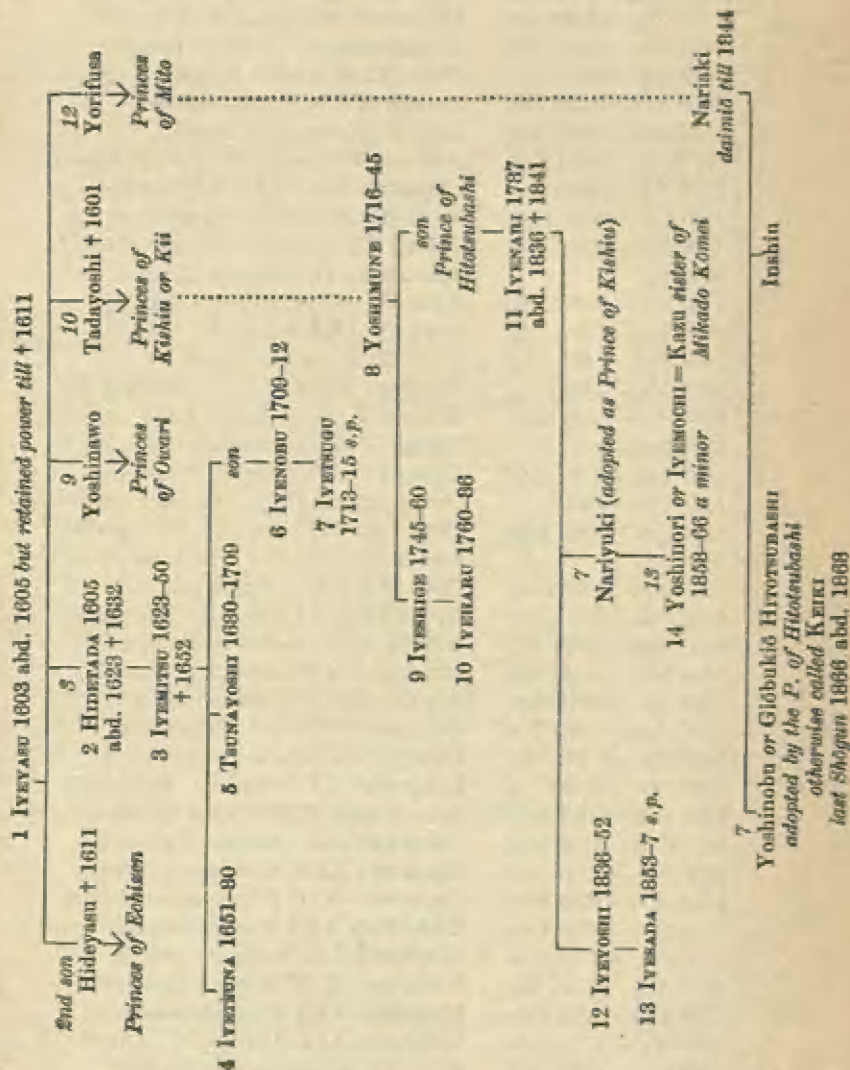 1 IYEYASU 1603 abd. 1605 but retained power till † 1611
2nd son
Hideyasu † 1611
Princes of Echizen
3
2 HIDETADA 1605
abd. 1623 † 1632
3 IYEMITSU 1623–50
† 1652
9
Yoshinawo
Princes
of Owari
10
Tadayoshi † 1601
Princes of
Kishiu or Kii
12
Yorifusa
Princes
of Mito
4 IYETSUNA 1651–80
5 TSUNAYOSHI 1680–1709
son
6 IYENOBU 1709–12
7 IYETSUGU
1713–15 s.p.
8 YOSHIMUNE 1716–45
9 IYESHIGE 1745–60
10 IYEHARU 1760–86
son
Prince of
Hitotsubashi
11 IYENARI 1787
abd. 1836 † 1841
12 IYEYOSHI 1836–52
13 IYESADA 1853–7 s.p.
7
Nariyuki (adopted as Prince of Kishiu)
13
14 Yoshinori or IYEMOCHI = Kazu sister of
1858–66 a minor
Mikado Kōmei
Nariaki
daimiō till 1844
7
Yoshinobu or Giōbukiō HITOTSUBASHI
adopted by the P. of Hitotsubashi
otherwise called KEIKI
last Shōgun 1866 abd. 1868
Inshiu